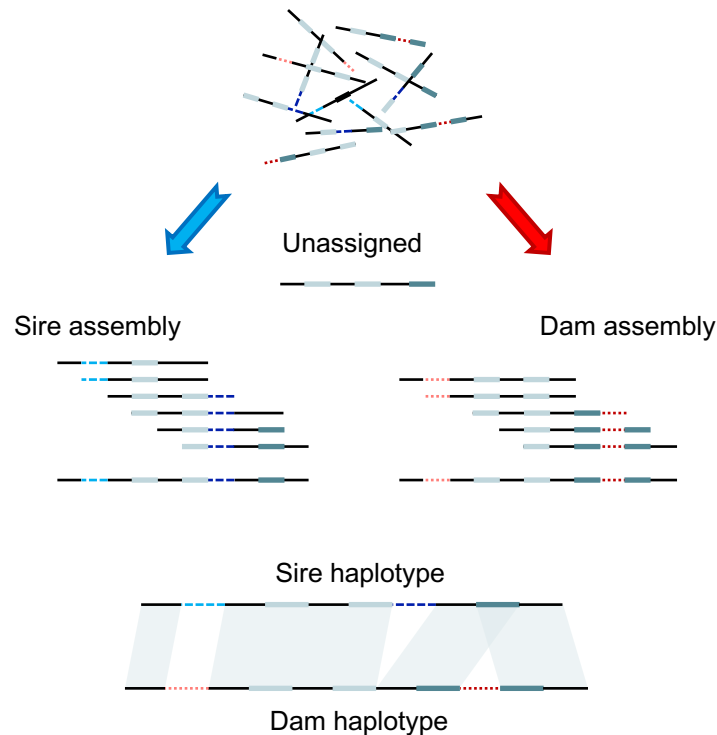 Unassigned
Sire assembly
Dam assembly
Sire haplotype
Dam haplotype